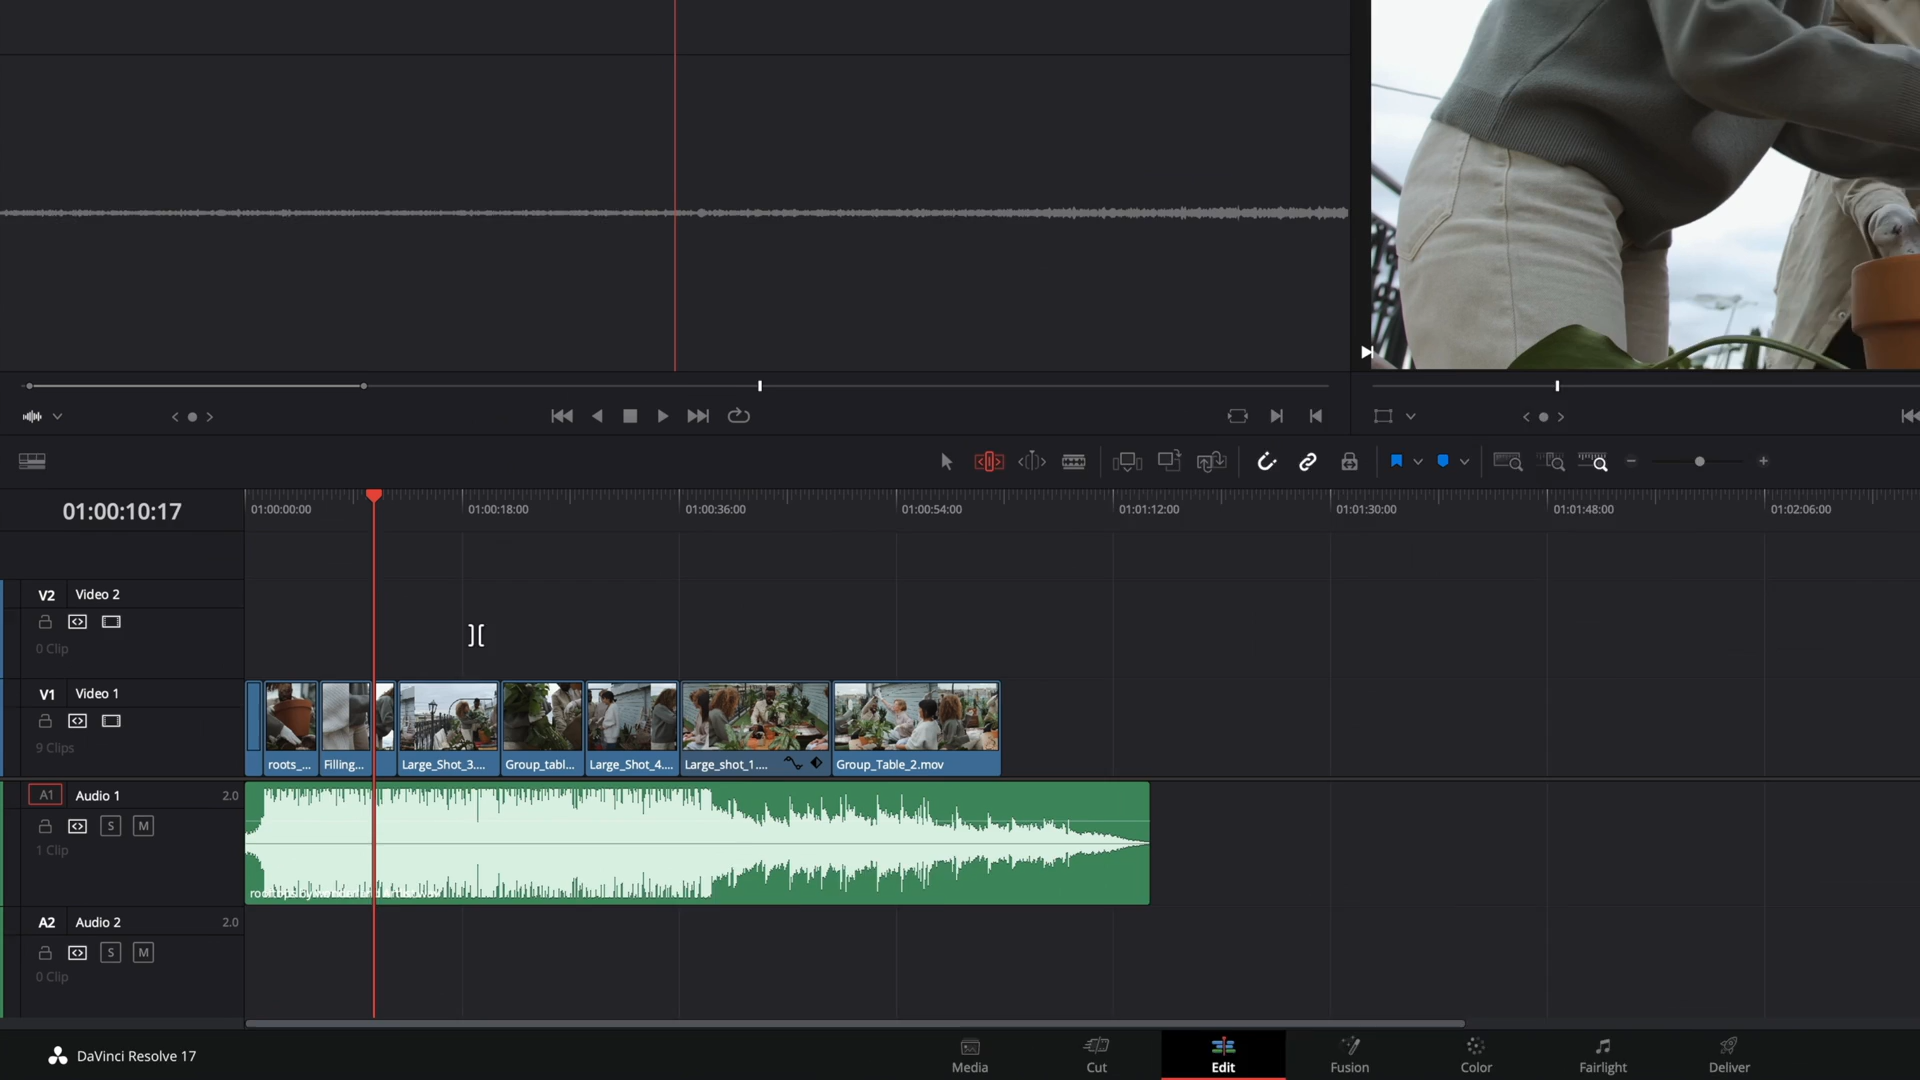 01:00:10:17
01:00:00:00
01:00:18:00
01:00:36:00
01:00:54:00
01:01:12:00
01:01:30:00
01:01:48:00
01:02:06:00
V2 Video 2
0 Clip
V1 Video 1
9 Clips
roots_...
Filling...
Large_Shot_3....
Group_tabl...
Large_Shot_4....
Large_shot_1....
Group_Table_2.mov
A1 Audio 1 2.0
S M
1 Clip
A2 Audio 2 2.0
S M
0 Clip
DaVinci Resolve 17
Media
Cut
Edit
Fusion
Color
Fairlight
Deliver